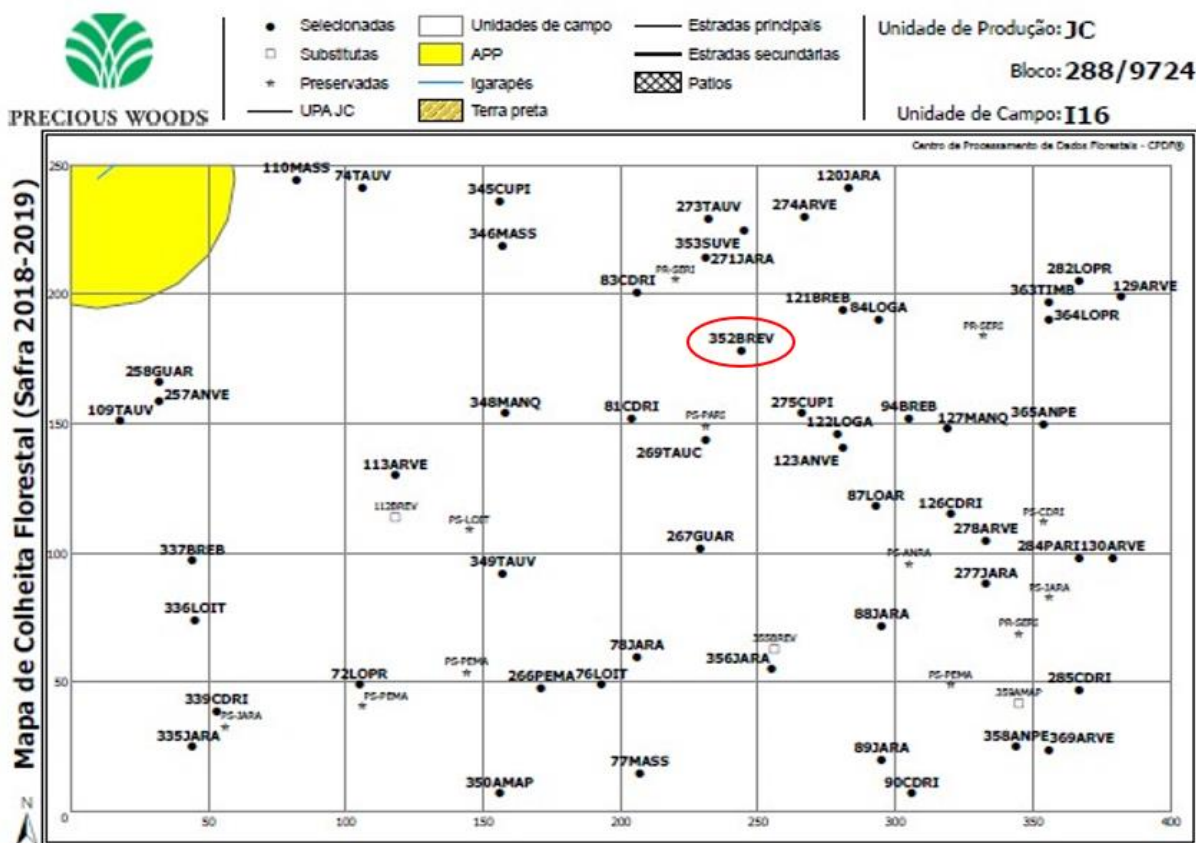 PRECIOUS WOODS
Selecionadas
Substitutas
Preservadas
UPA JC
Unidades de campo
APP
Igarapés
Terra preta
Estradas principais
Estradas secundárias
Patios
Unidade de Produção: JC
Bloco: 288/9724
Unidade de Campo: I16
Centro de Processamento de Dados Florestais - CPDF®
Mapa de Colheita Florestal (Safra 2018-2019)
N
250
110MASS
74TAUV
345CUPI
120JARA
273TAUV
274ARVE
346MASS
353SUVE
271JARA
PR-SERI
83CDRI
282LOPR
129ARVE
363TIMB
200
121BREB
84LOGA
364LOPR
PR-SERS
352BREV
258GUAR
257ANVE
109TAUV
348MANQ
81CDRI
275CUPI
94BREB
365ANPE
PS-PARI
122LOGA
127MANQ
150
269TAUC
123ANVE
113ARVE
112BREV
PS-LOIT
87LOAR
126CDRI
PS-CDRI
278ARVE
267GUAR
337BREB
284PARI
130ARVE
100
PS-ANRA
349TAUV
277JARA
PS-JARA
336LOIT
88JARA
PR-SERS
78JARA
355BREV
356JARA
PS-PEMA
72LOPR
266PEMA
76LOIT
PS-PEMA
285CDRI
50
PS-PEMA
359AMAP
339CDRI
PS-JARA
335JARA
358ANPE
369ARVE
89JARA
77MASS
350AMAP
90CDRI
0
50
100
150
200
250
300
350
400